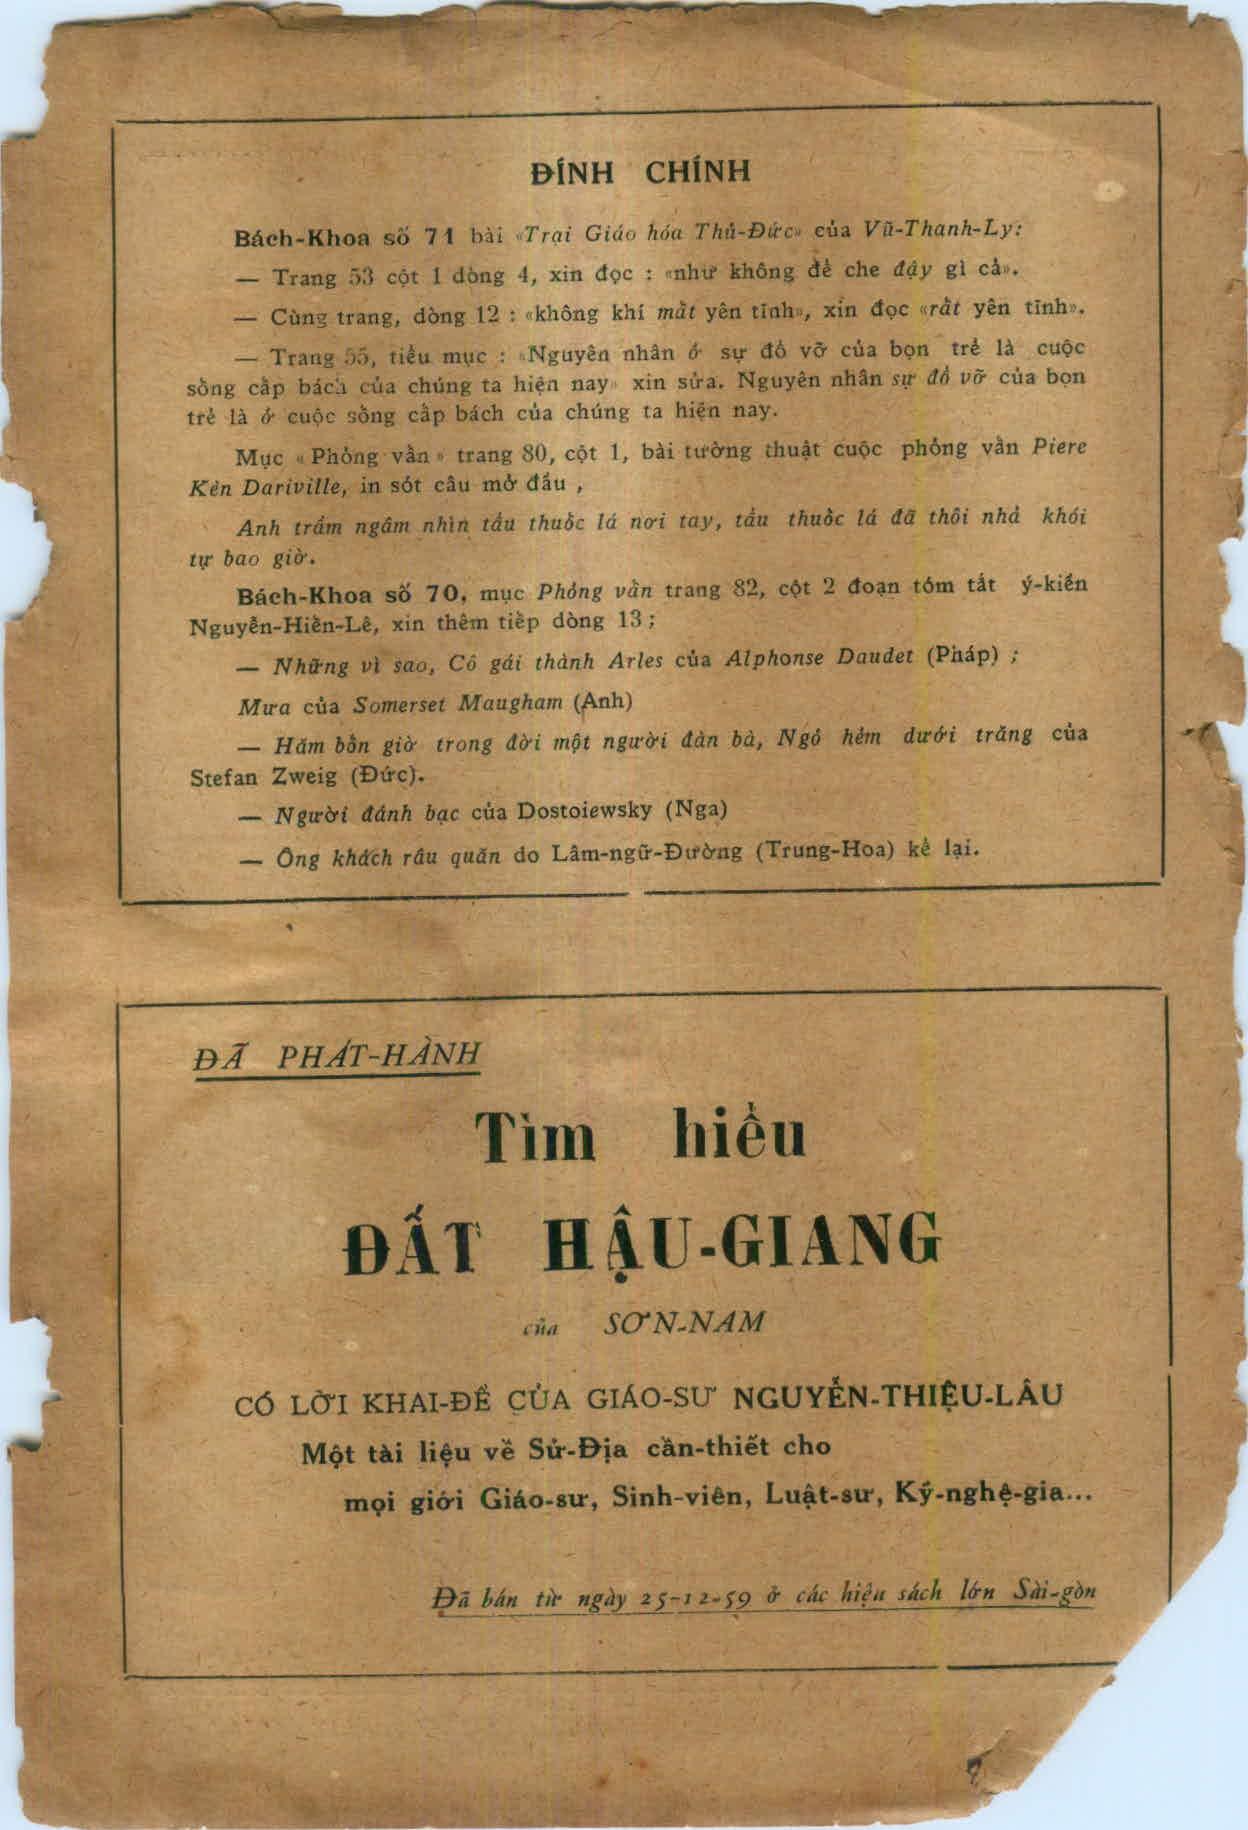 ĐÍNH CHÍNH
Bách-Khoa số 71 bài «Trại Giáo hóa Thủ-Đức» của Vũ-Thanh-Ly:
— Trang 53 cột 1 dòng 4, xin đọc : «như không để che đậy gì cả».
— Cùng trang, dòng 12 : «không khí mất yên tĩnh», xin đọc «rất yên tĩnh».
— Trang 55, tiểu mục : «Nguyên nhân ở sự đổ vỡ của bọn trẻ là cuộc
sống cấp bách của chúng ta hiện nay» xin sửa. Nguyên nhân sự đổ vỡ của bọn
trẻ là ở cuộc sống cấp bách của chúng ta hiện nay.
Mục « Phỏng vấn » trang 80, cột 1, bài tường thuật cuộc phỏng vấn Piere
Kèn Dariville, in sót câu mở đầu ,
Anh trầm ngâm nhìn tẩu thuốc lá nơi tay, tẩu thuốc lá đã thôi nhả khói
tự bao giờ.
Bách-Khoa số 70, mục Phỏng vấn trang 82, cột 2 đoạn tóm tắt ý-kiến
Nguyễn-Hiến-Lê, xin thêm tiếp dòng 13 ;
— Những vì sao, Cô gái thành Arles của Alphonse Daudet (Pháp) ;
Mưa của Somerset Maugham (Anh)
— Hăm bốn giờ trong đời một người đàn bà, Ngõ hẻm dưới trăng của
Stefan Zweig (Đức).
— Người đánh bạc của Dostoiewsky (Nga)
— Ông khách râu quăn do Lâm-ngữ-Đường (Trung-Hoa) kể lại.
ĐÃ PHÁT-HÀNH
Tìm hiểu
ĐẤT HẬU-GIANG
của SƠN-NAM
CÓ LỜI KHAI-ĐỀ CỦA GIÁO-SƯ NGUYỄN-THIỆU-LÂU
Một tài liệu về Sử-Địa cần-thiết cho
mọi giới Giáo-sư, Sinh-viên, Luật-sư, Kỹ-nghệ-gia...
Đã bán từ ngày 25-12-59 ở các hiệu sách lớn Sài-gòn